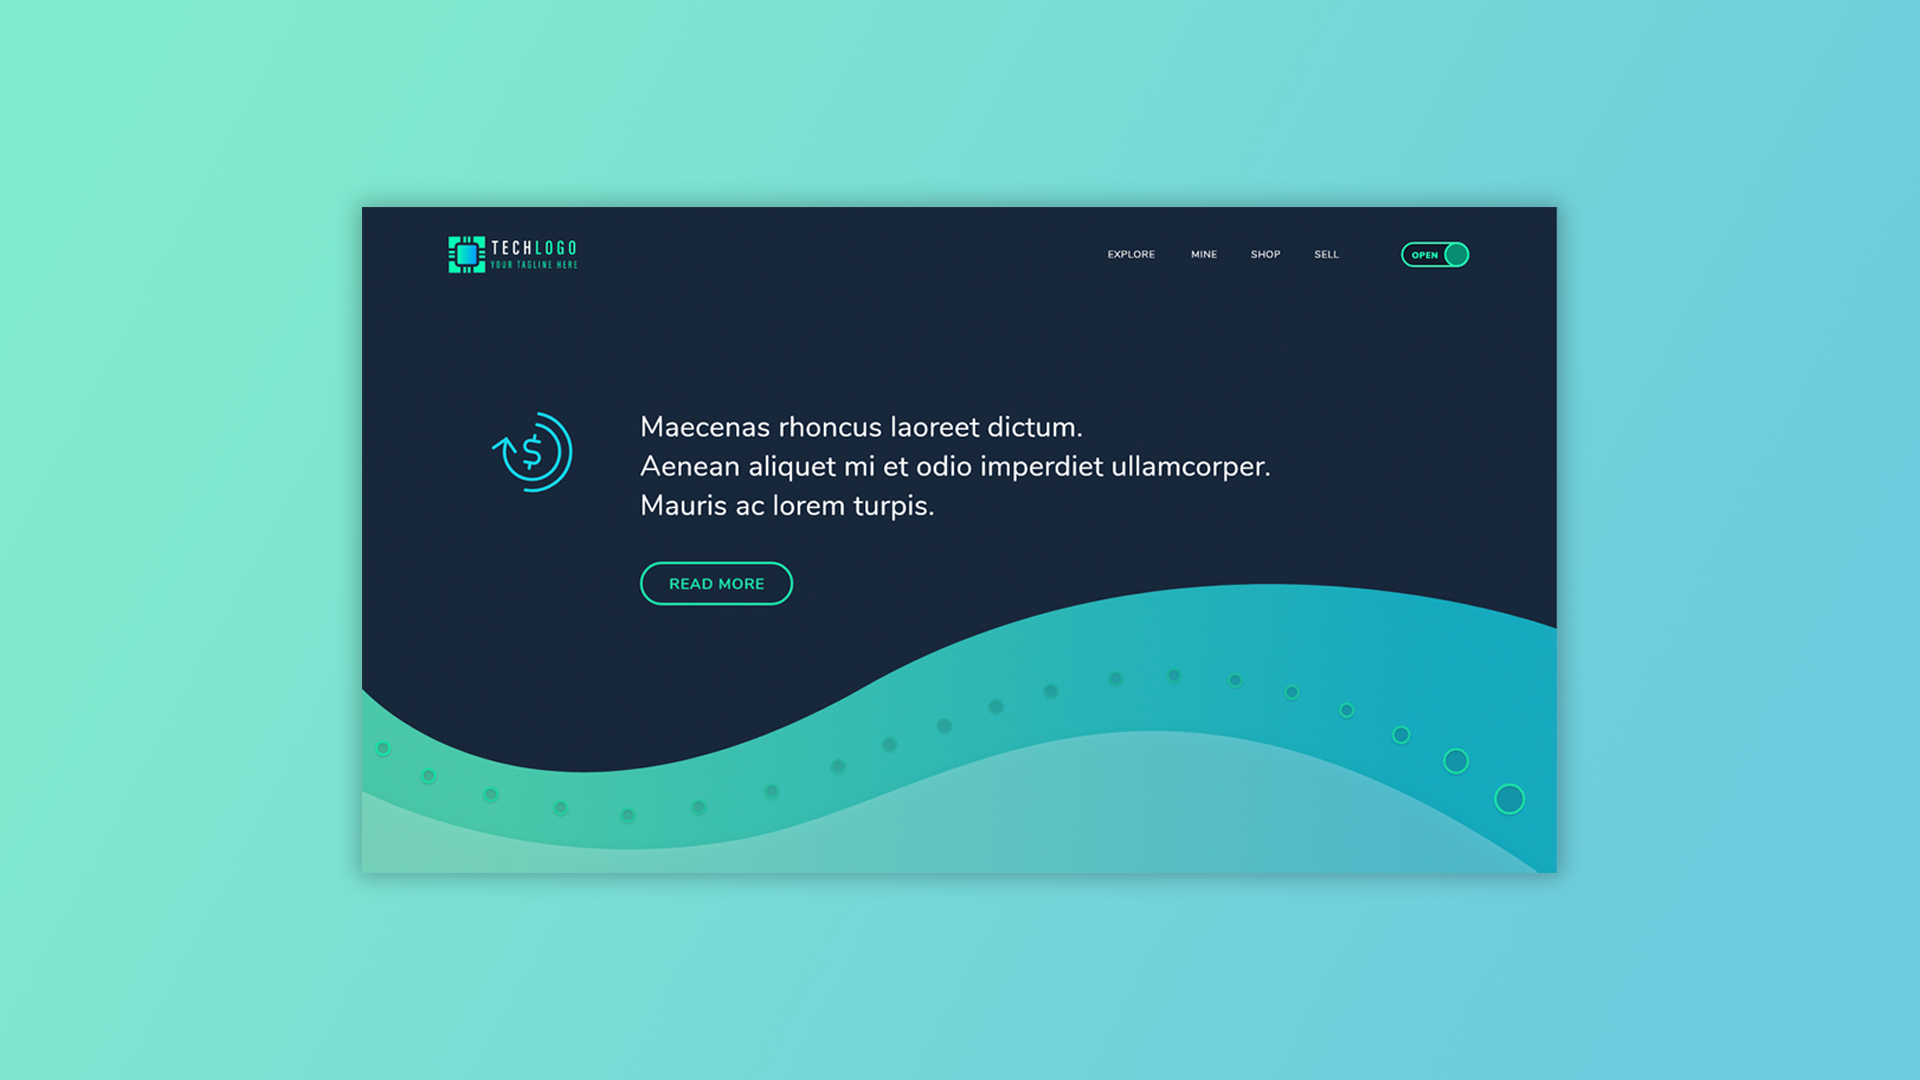 TECHLOGO
YOUR TAGLINE HERE
EXPLORE MINE SHOP SELL OPEN
$
Maecenas rhoncus laoreet dictum.
Aenean aliquet mi et odio imperdiet ullamcorper.
Mauris ac lorem turpis.
READ MORE